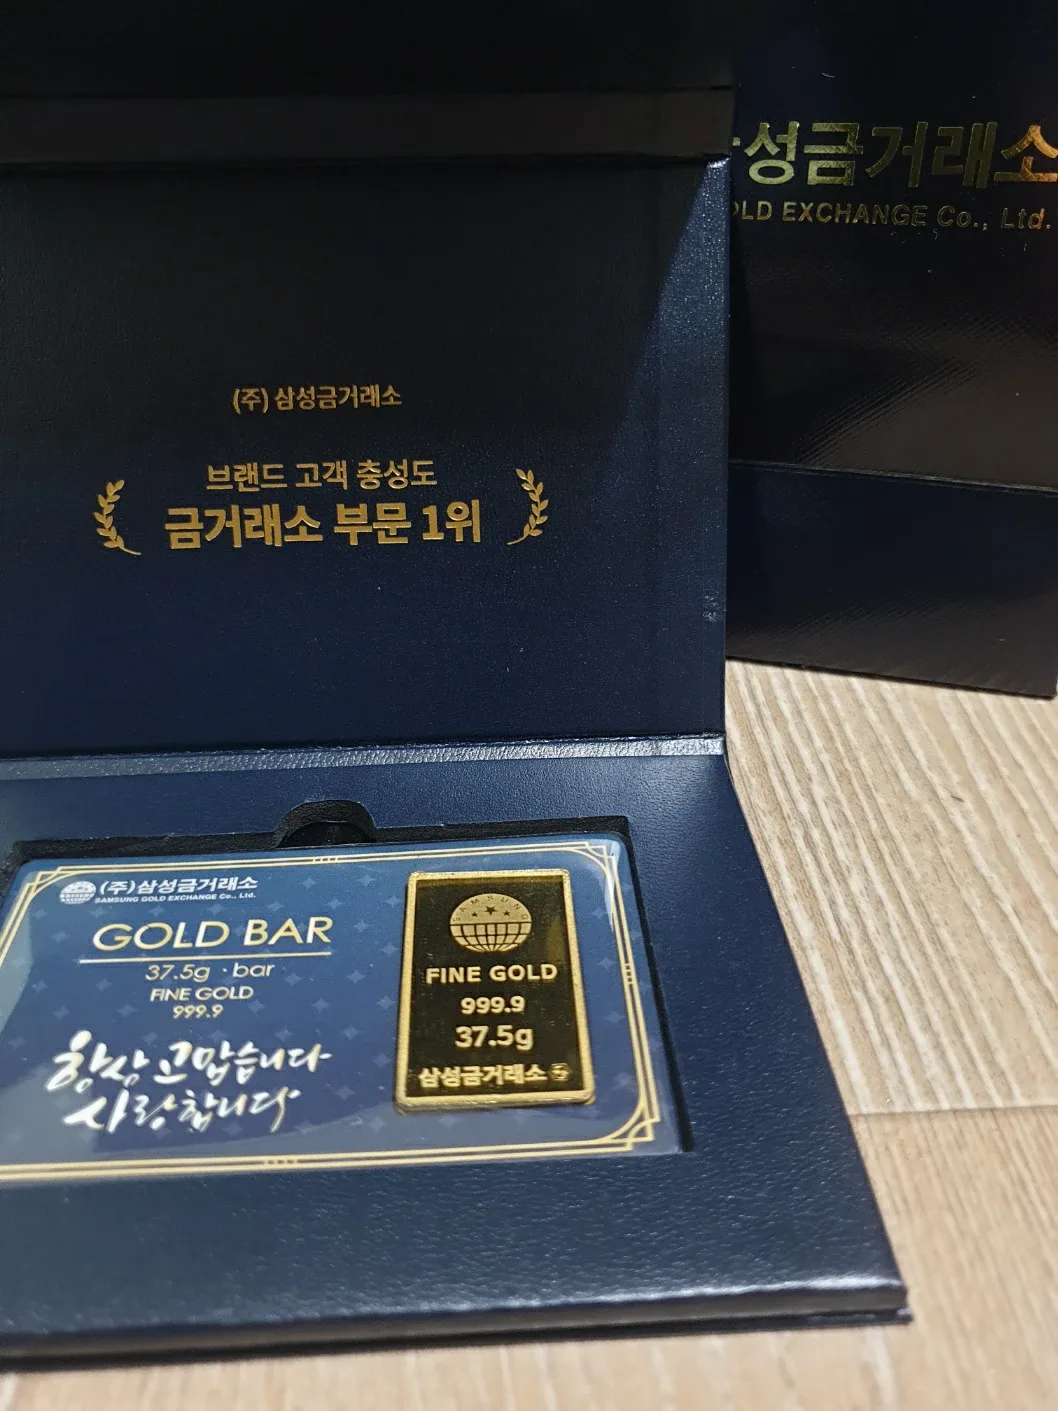 성금거래소
LD EXCHANGE Co., Ltd.
(주) 삼성금거래소
브랜드 고객 충성도
금거래소 부문 1위
(주)삼성금거래소
SAMSUNG GOLD EXCHANGE Co., Ltd.
GOLD BAR
37.5g · bar
FINE GOLD
999.9
항상 고맙습니다
사랑합니다
SAMSUNG
FINE GOLD
999.9
37.5g
삼성금거래소